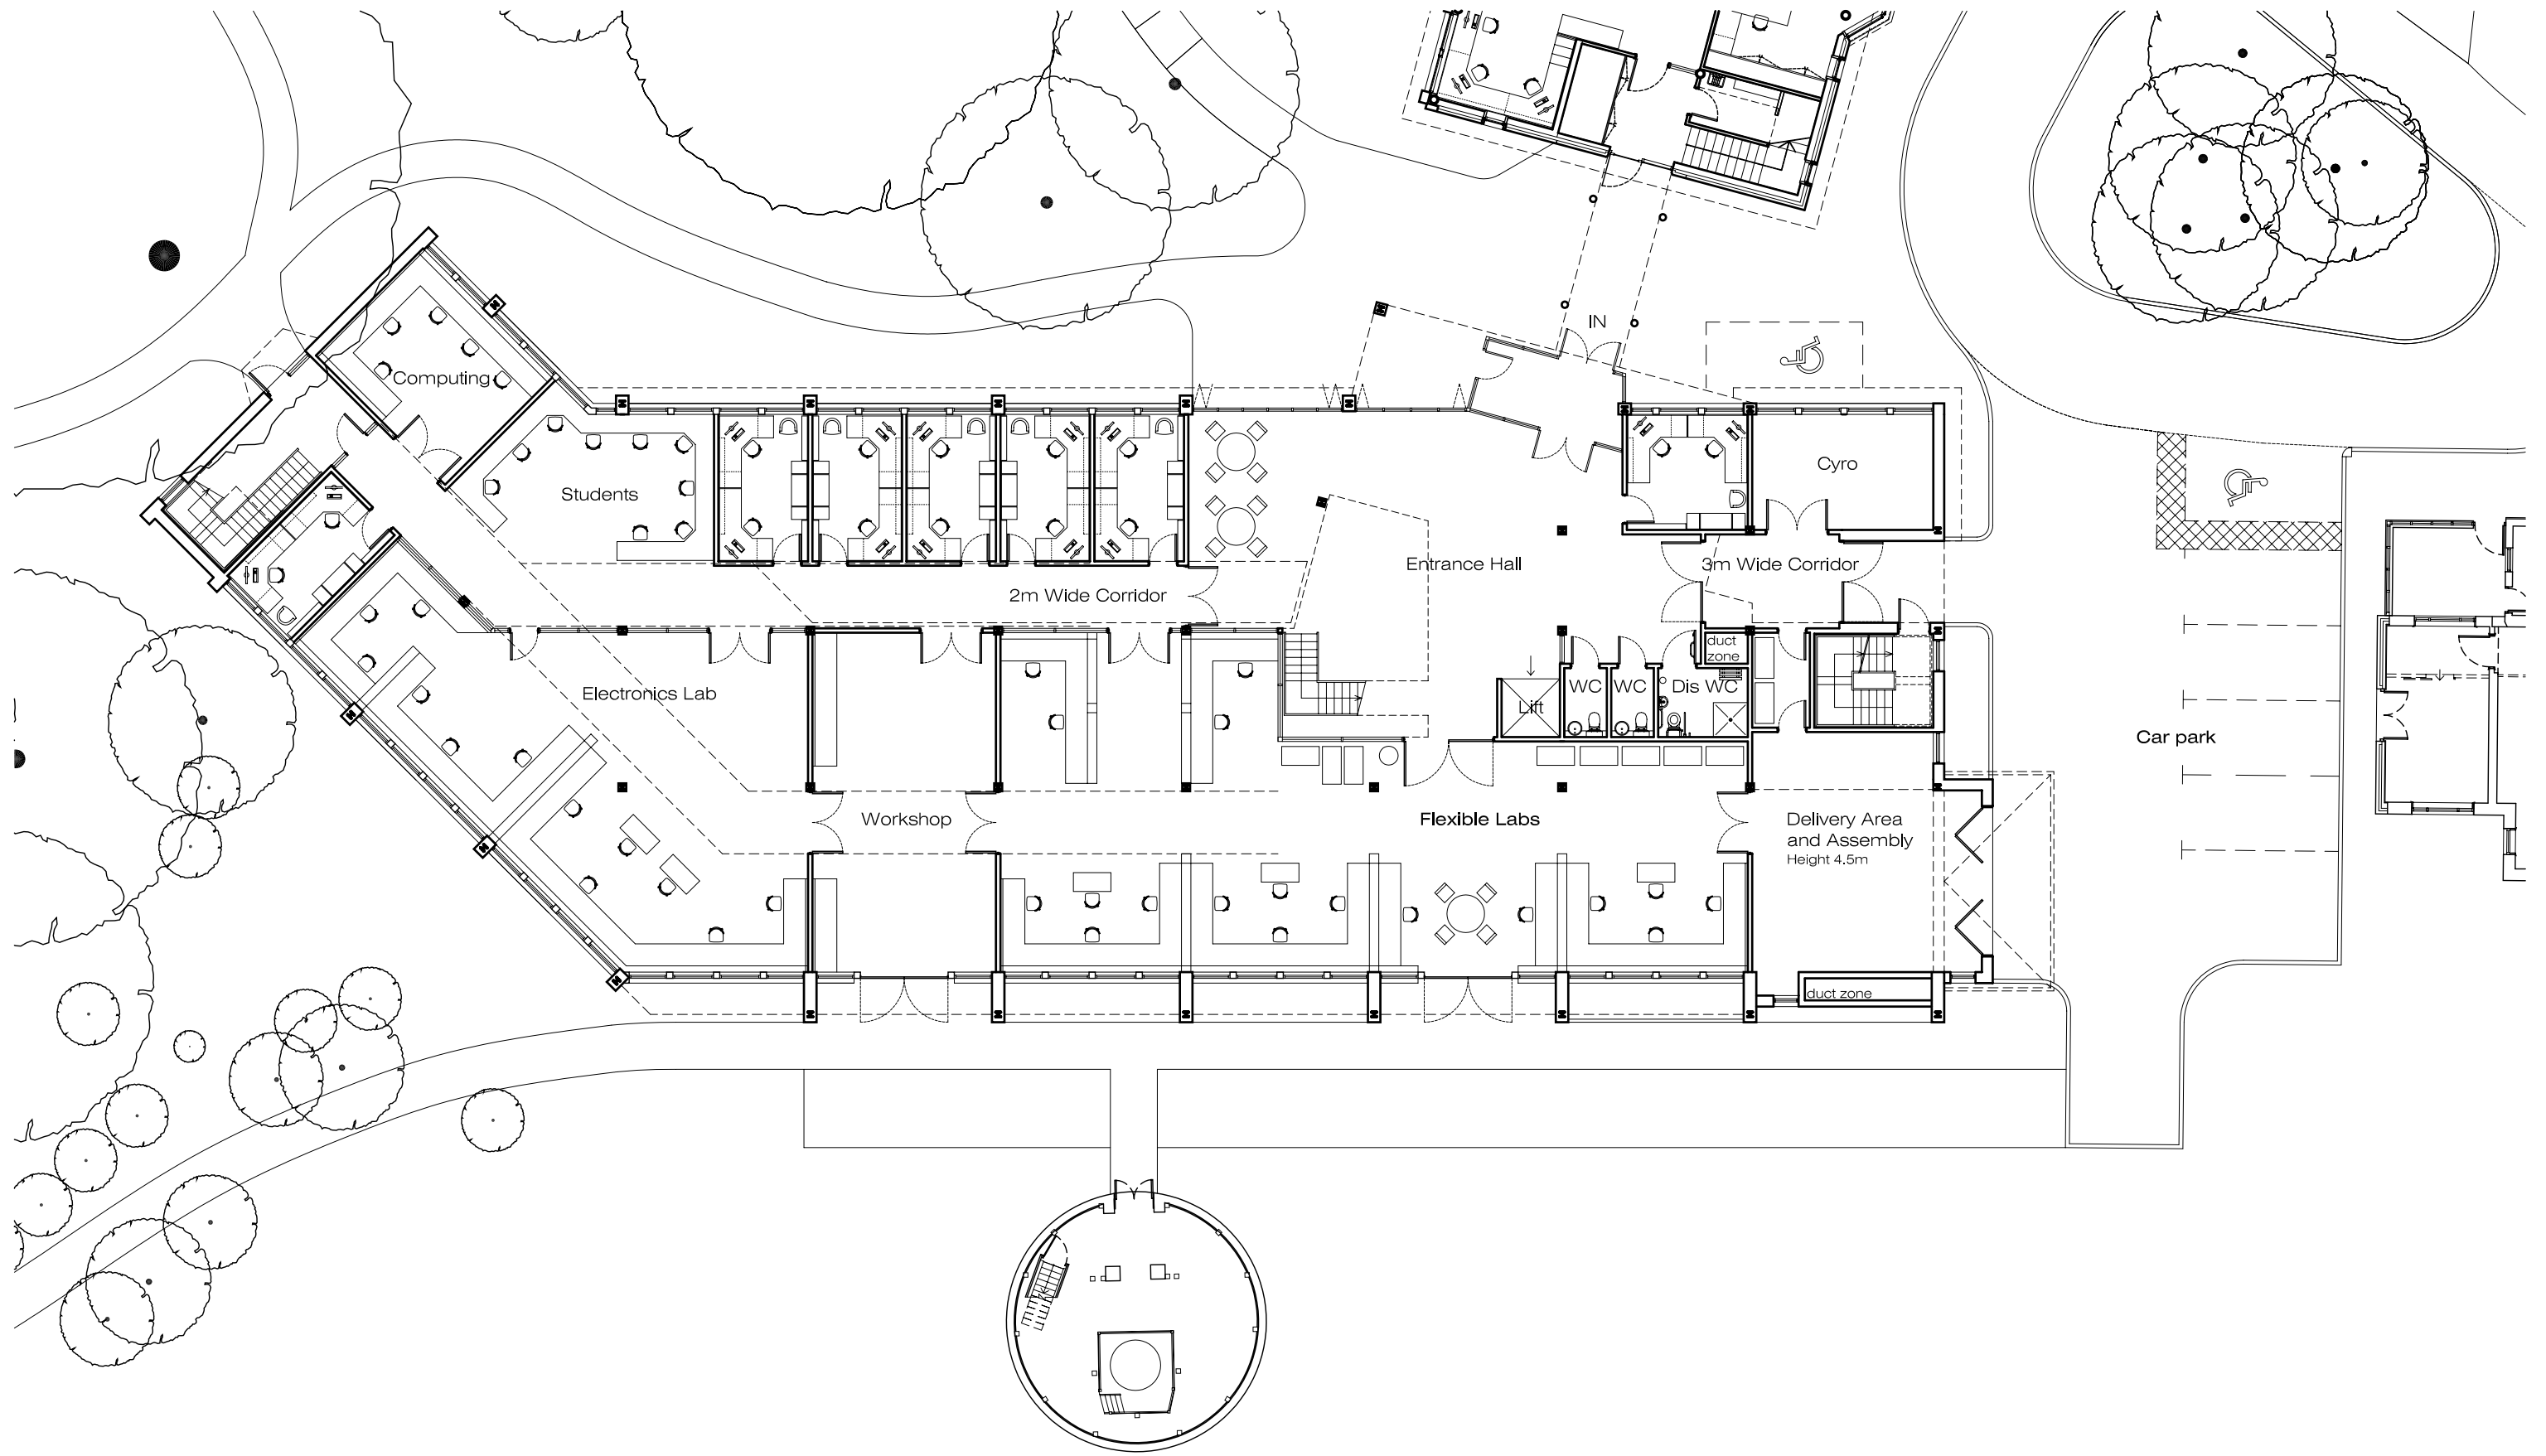 IN
Computing
Cyro
Students
Entrance Hall
3m Wide Corridor
2m Wide Corridor
duct
zone
Electronics Lab
WC
WC
Dis WC
Lift
Car park
Workshop
Flexible Labs
Delivery Area
and Assembly
Height 4.5m
duct zone